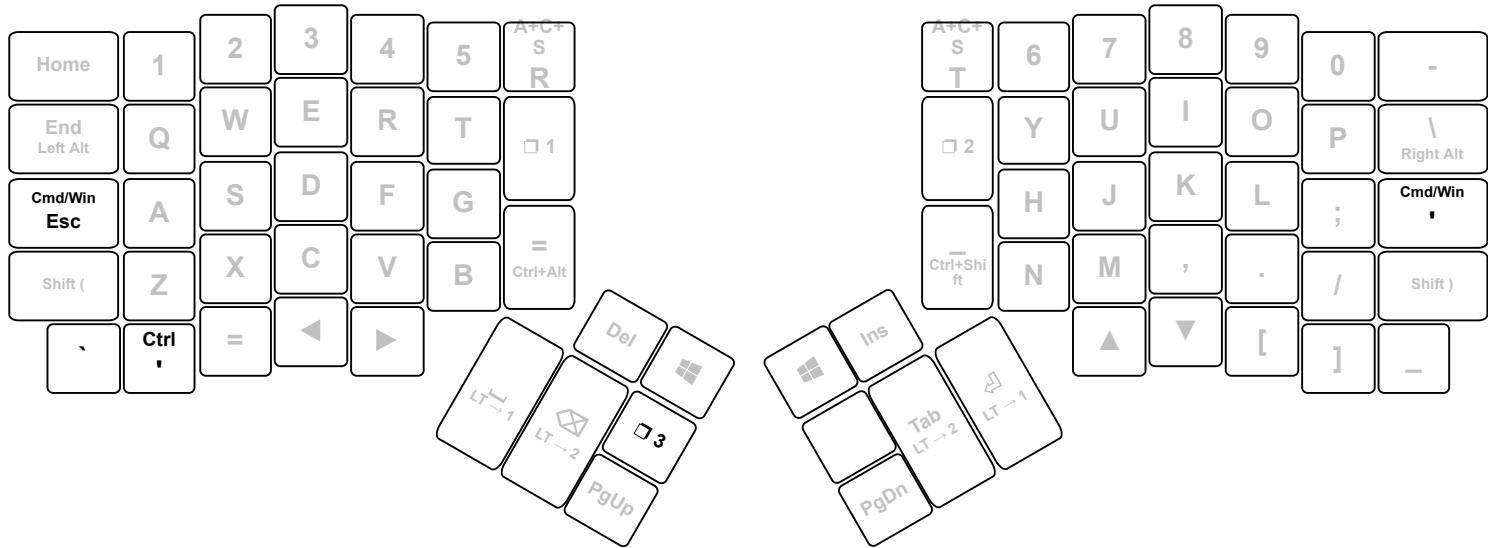 Home 1 2 3 4 5 A+C+
S
R
A+C+
S
T 6 7 8 9 0 -
End
Left Alt Q W E R T ❐ 1
❐ 2 Y U I O P \
Right Alt
Cmd/Win
Esc A S D F G =
Ctrl+Alt
_
Ctrl+Shi
ft H J K L ; Cmd/Win
'
Shift ( Z X C V B
N M , . / Shift )
` Ctrl
' = ◀ ▶
▲ ▼ [ ] _
Del
LT → 1
LT → 2
❐ 3
PgUp
Ins
Tab
LT → 2
LT → 1
PgDn